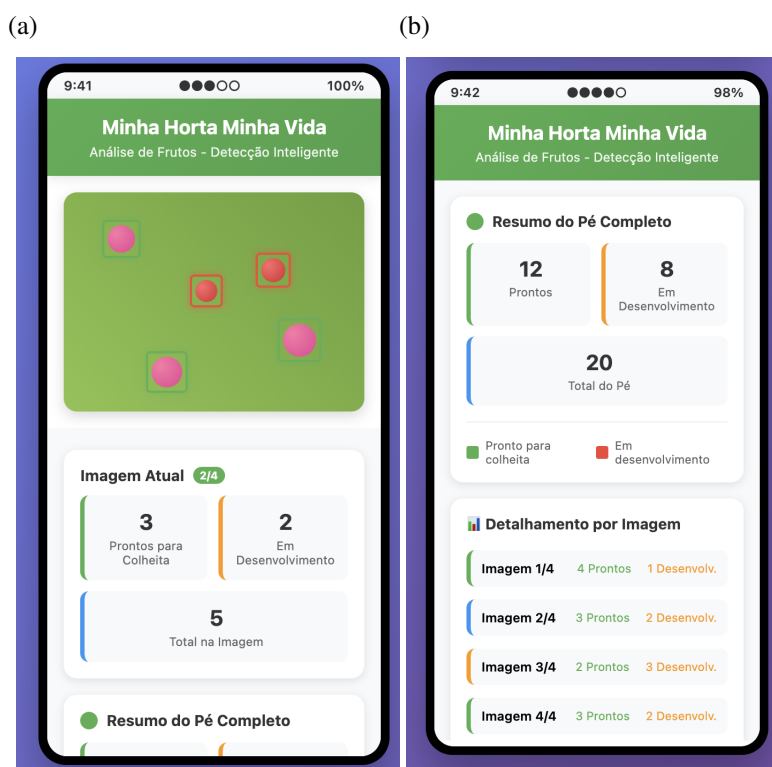 (a)
9:41
100%
Minha Horta Minha Vida
Análise de Frutos - Detecção Inteligente
Imagem Atual 2/4
3
Prontos para
Colheita
2
Em
Desenvolvimento
5
Total na Imagem
Resumo do Pé Completo
(b)
9:42
98%
Minha Horta Minha Vida
Análise de Frutos - Detecção Inteligente
Resumo do Pé Completo
12
Prontos
8
Em
Desenvolvimento
20
Total do Pé
Pronto para
colheita
Em
desenvolvimento
Detalhamento por Imagem
Imagem 1/4 4 Prontos 1 Desenvolv.
Imagem 2/4 3 Prontos 2 Desenvolv.
Imagem 3/4 2 Prontos 3 Desenvolv.
Imagem 4/4 3 Prontos 2 Desenvolv.